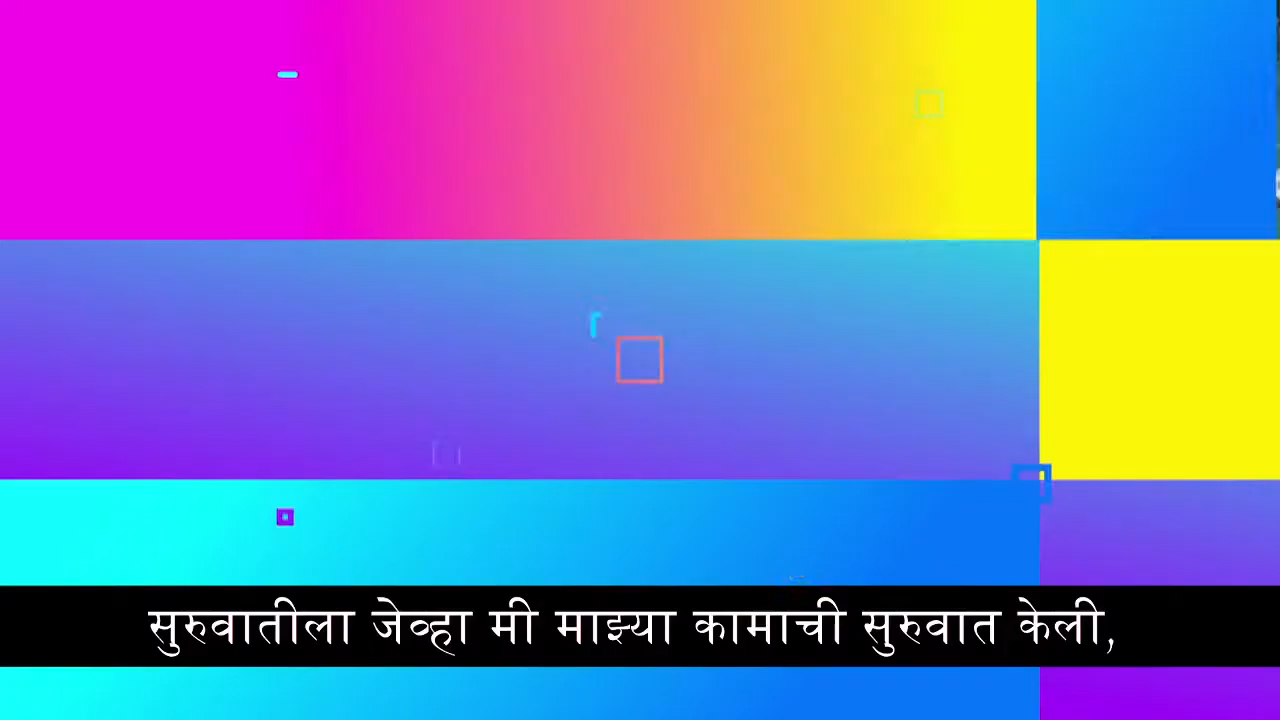 सुरुवातीला जेव्हा मी माझ्या कामाची सुरुवात केली,